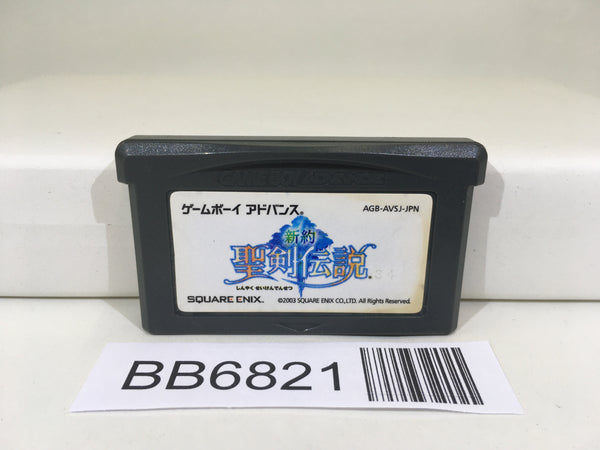 GAME BOY ADVANCE
ゲームボーイ アドバンス® AGB-AVSJ-JPN
新約
聖剣伝説
しんやく せいけんでんせつ
34
SQUARE ENIX. ©2003 SQUARE ENIX CO.,LTD. All Rights Reserved.
BB6821